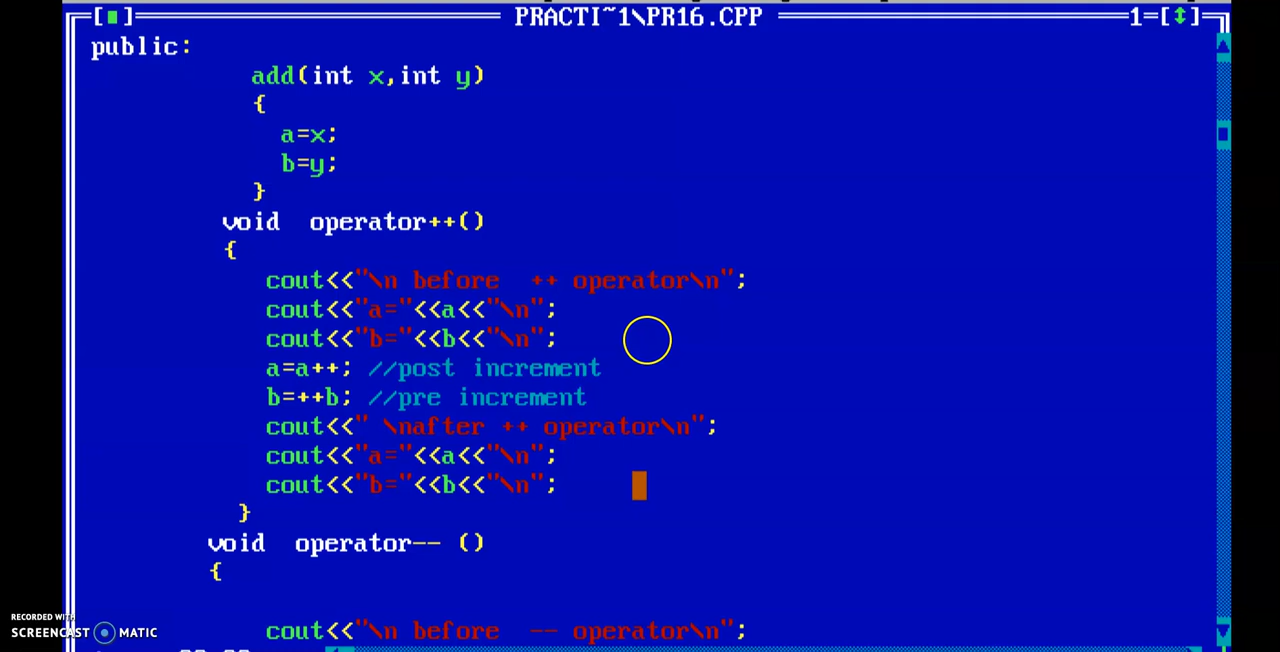 PRACTI~1\PR16.CPP 1=[↕]
public:
add(int x,int y)
{
a=x;
b=y;
}
void operator++()
{
cout<<"\n before ++ operator\n";
cout<<"a="<<a<<"\n";
cout<<"b="<<b<<"\n";
a=a++; //post increment
b=++b; //pre increment
cout<<" \nafter ++ operator\n";
cout<<"a="<<a<<"\n";
cout<<"b="<<b<<"\n";
}
void operator-- ()
{
cout<<"\n before -- operator\n";
RECORDED WITH
SCREENCAST MATIC